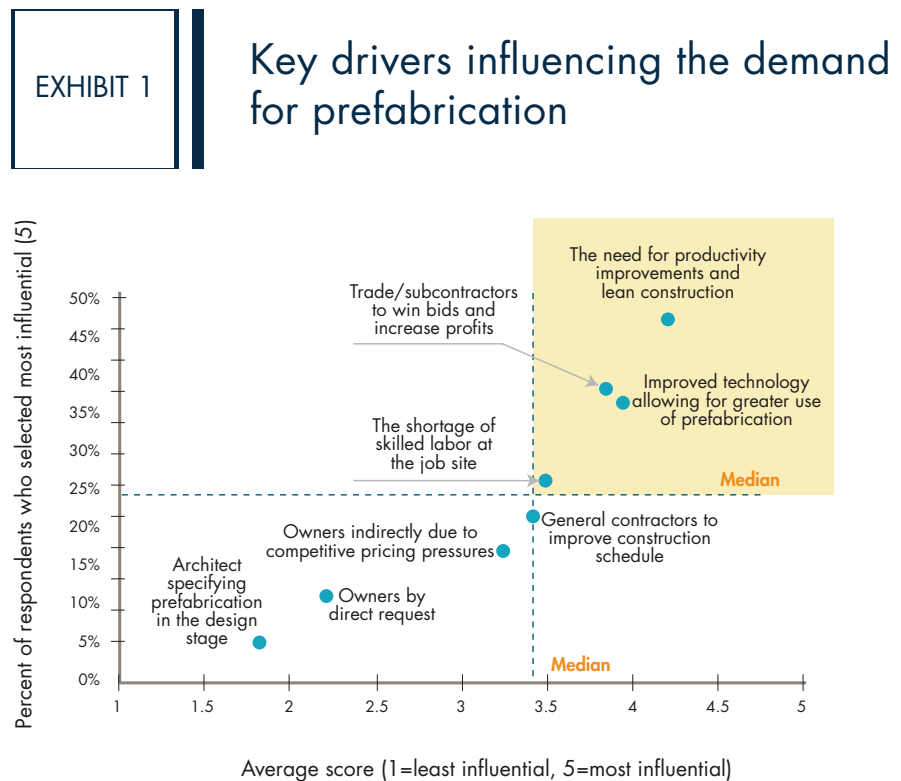 EXHIBIT 1
Key drivers influencing the demand
for prefabrication
Percent of respondents who selected most influential (5)
50%
45%
40%
35%
30%
25%
20%
15%
10%
5%
0%
The need for productivity
improvements and
lean construction
Trade/subcontractors
to win bids and
increase profits
Improved technology
allowing for greater use
of prefabrication
The shortage of
skilled labor at
the job site
Median
General contractors to
improve construction
schedule
Owners indirectly due to
competitive pricing pressures
Architect
specifying
prefabrication
in the design
stage
Owners by
direct request
Median
1
1.5
2
2.5
3
3.5
4
4.5
5
Average score (1=least influential, 5=most influential)